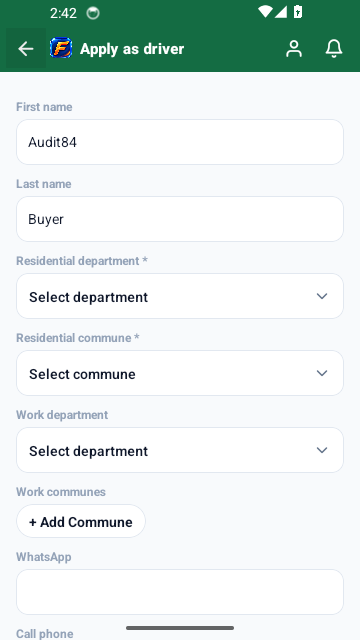 2:42
Apply as driver
First name
Audit84
Last name
Buyer
Residential department *
Select department
Residential commune *
Select commune
Work department
Select department
Work communes
+ Add Commune
WhatsApp
Call phone